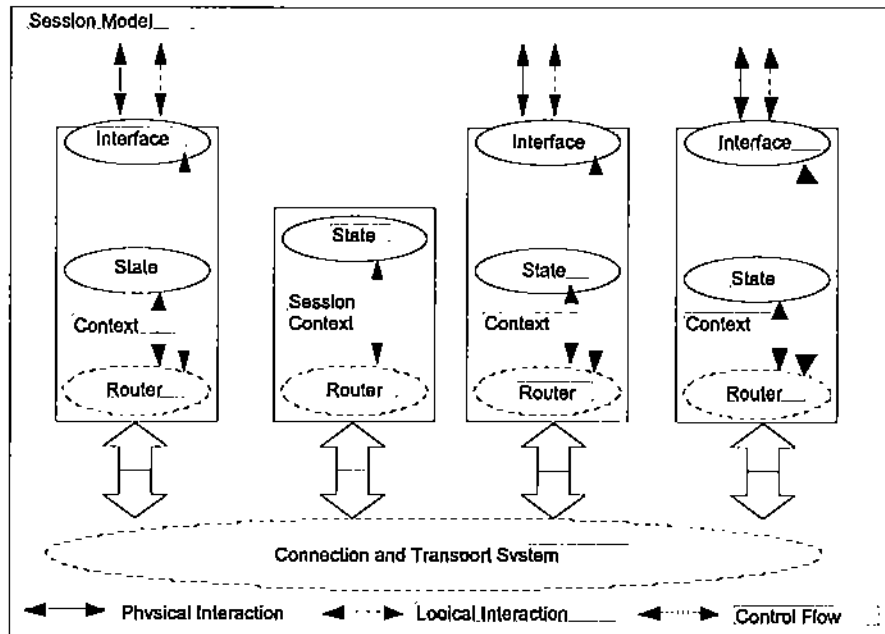 Session Model
Interface
Interface
Interface
State
State
State
State
Context
Session
Context
Context
Context
Router
Router
Router
Router
Connection and Transport System
Physical Interaction
Logical Interaction
Control Flow